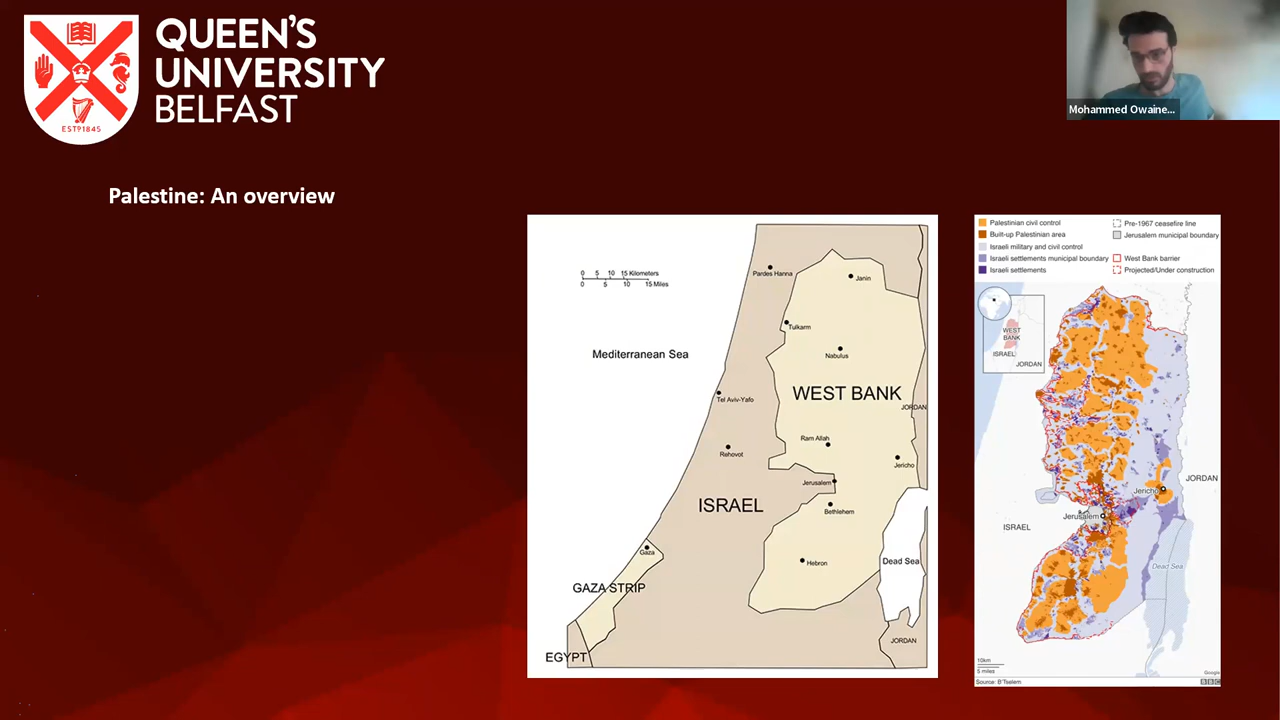 QUEEN'S
UNIVERSITY
BELFAST
ESTD1845
Mohammed Owaine...
Palestine: An overview
0 5 10 15 Kilometers
0 5 10 15 Miles
Pardes Hanna
Janin
Tulkarm
Nabulus
Mediterranean Sea
WEST BANK
Tel Aviv-Yafo
JORDAN
Ram Allah
Rehovot
Jericho
Jerusalem
ISRAEL
Bethlehem
Gaza
Hebron
Dead Sea
GAZA STRIP
JORDAN
EGYPT
Palestinian civil control
Built-up Palestinian area
Israeli military and civil control
Israeli settlements municipal boundary
Israeli settlements
Pre-1967 ceasefire line
Jerusalem municipal boundary
West Bank barrier
Projected/Under construction
WEST
BANK
ISRAEL
JORDAN
Jericho
JORDAN
Jerusalem
ISRAEL
Dead Sea
10km
5 miles
Google
Source: B'Tselem
BBC